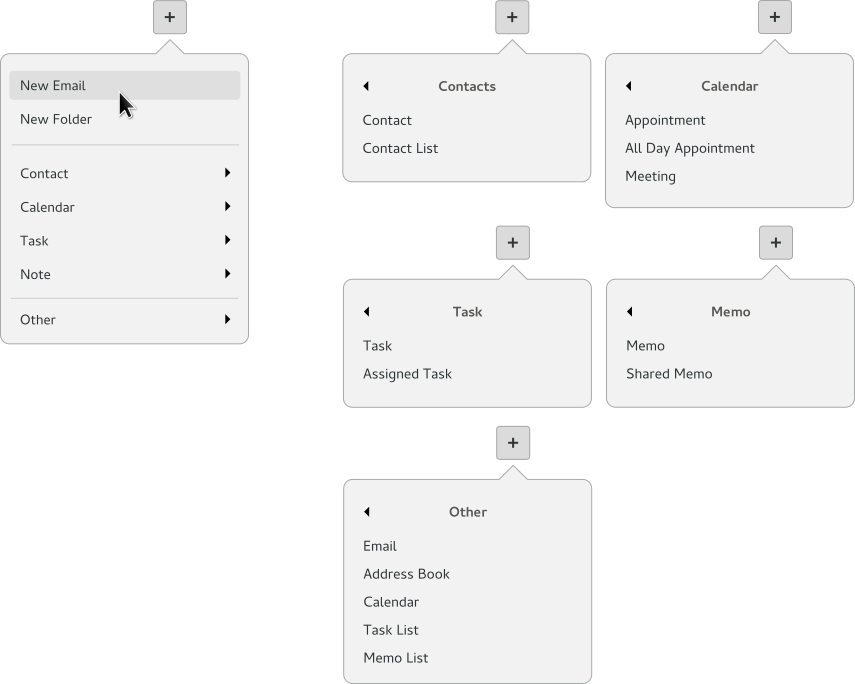 +
New Email
New Folder
Contact
Calendar
Task
Note
Other
+
Contacts
Contact
Contact List
+
Calendar
Appointment
All Day Appointment
Meeting
+
Task
Task
Assigned Task
+
Memo
Memo
Shared Memo
+
Other
Email
Address Book
Calendar
Task List
Memo List